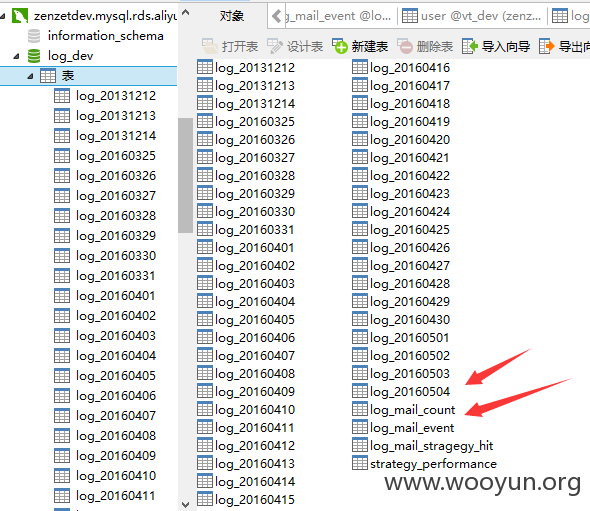 zenzetdev.mysql.rds.aliyu
information_schema
log_dev
表
log_20131212
log_20131213
log_20131214
log_20160325
log_20160326
log_20160327
log_20160328
log_20160329
log_20160330
log_20160331
log_20160401
log_20160402
log_20160403
log_20160404
log_20160405
log_20160406
log_20160407
log_20160408
log_20160409
log_20160410
log_20160411
对象
g_mail_event @lo...
user @vt_dev (zenz...
log
打开表 设计表 新建表 删除表 导入向导 导出向
log_20131212
log_20131213
log_20131214
log_20160325
log_20160326
log_20160327
log_20160328
log_20160329
log_20160330
log_20160331
log_20160401
log_20160402
log_20160403
log_20160404
log_20160405
log_20160406
log_20160407
log_20160408
log_20160409
log_20160410
log_20160411
log_20160412
log_20160413
log_20160414
log_20160415
log_20160416
log_20160417
log_20160418
log_20160419
log_20160420
log_20160421
log_20160422
log_20160423
log_20160424
log_20160425
log_20160426
log_20160427
log_20160428
log_20160429
log_20160430
log_20160501
log_20160502
log_20160503
log_20160504
log_mail_count
log_mail_event
log_mail_stragegy_hit
strategy_performance
www.wooyun.org